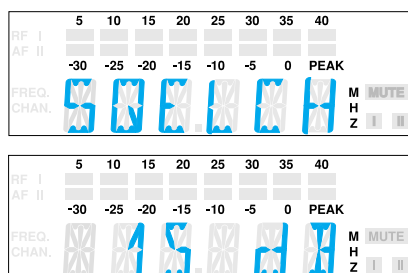 5 10 15 20 25 30 35 40
RF I
AF II
-30 -25 -20 -15 -10 -5 0 PEAK
FREQ. M MUTE
CHAN. H
Z I II
5 10 15 20 25 30 35 40
RF I
AF II
-30 -25 -20 -15 -10 -5 0 PEAK
FREQ. 15 M MUTE
CHAN. H
Z I II